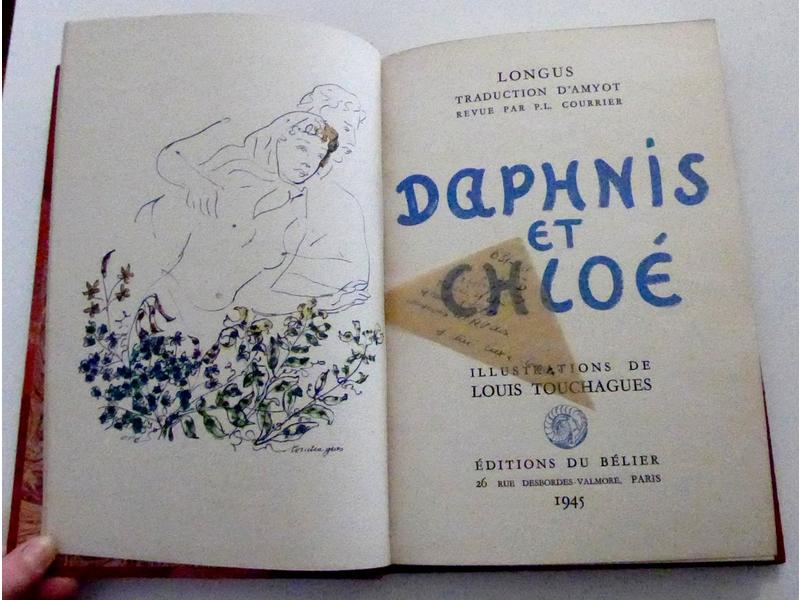 Touchagues
LONGUS
TRADUCTION D'AMYOT
REVUE PAR P.L. COURRIER
DAPHNIS
ET
CHLOÉ
ILLUSTRATIONS DE
LOUIS TOUCHAGUES
ÉDITIONS DU BÉLIER
26 RUE DESBORDES-VALMORE, PARIS
1945